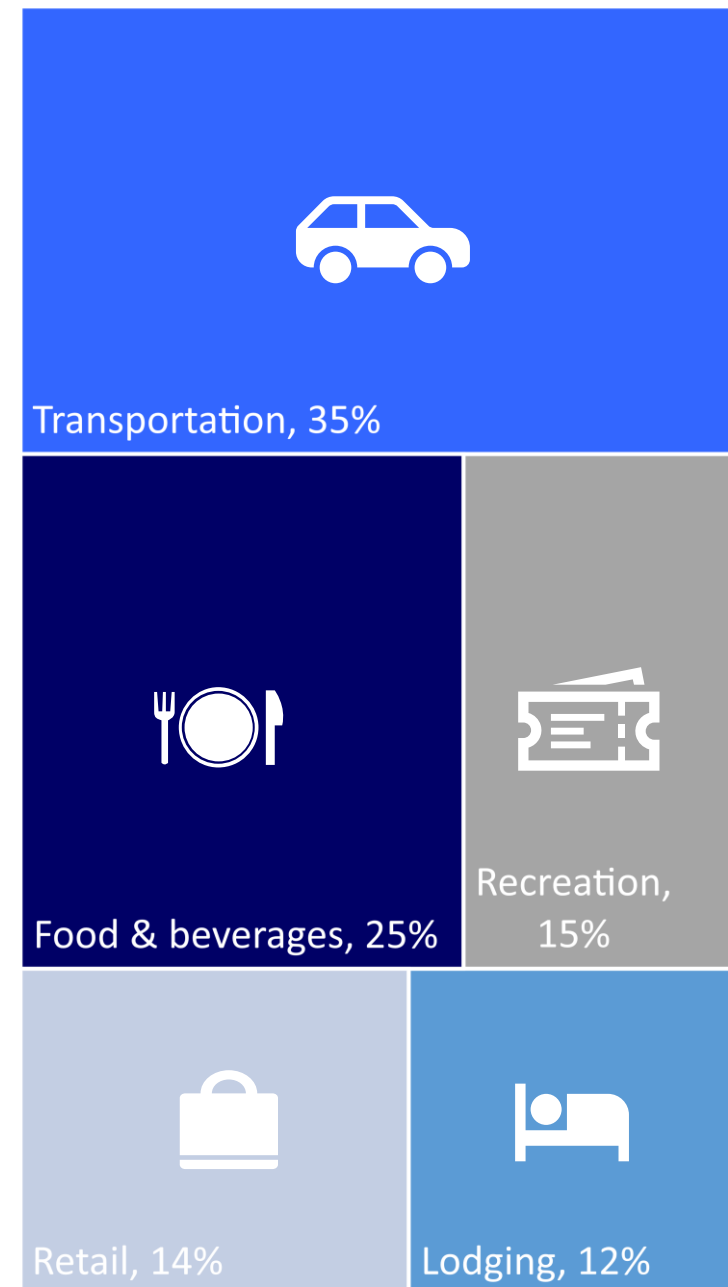 Transportation, 35%
Food & beverages, 25%
Recreation,
15%
Retail, 14%
Lodging, 12%